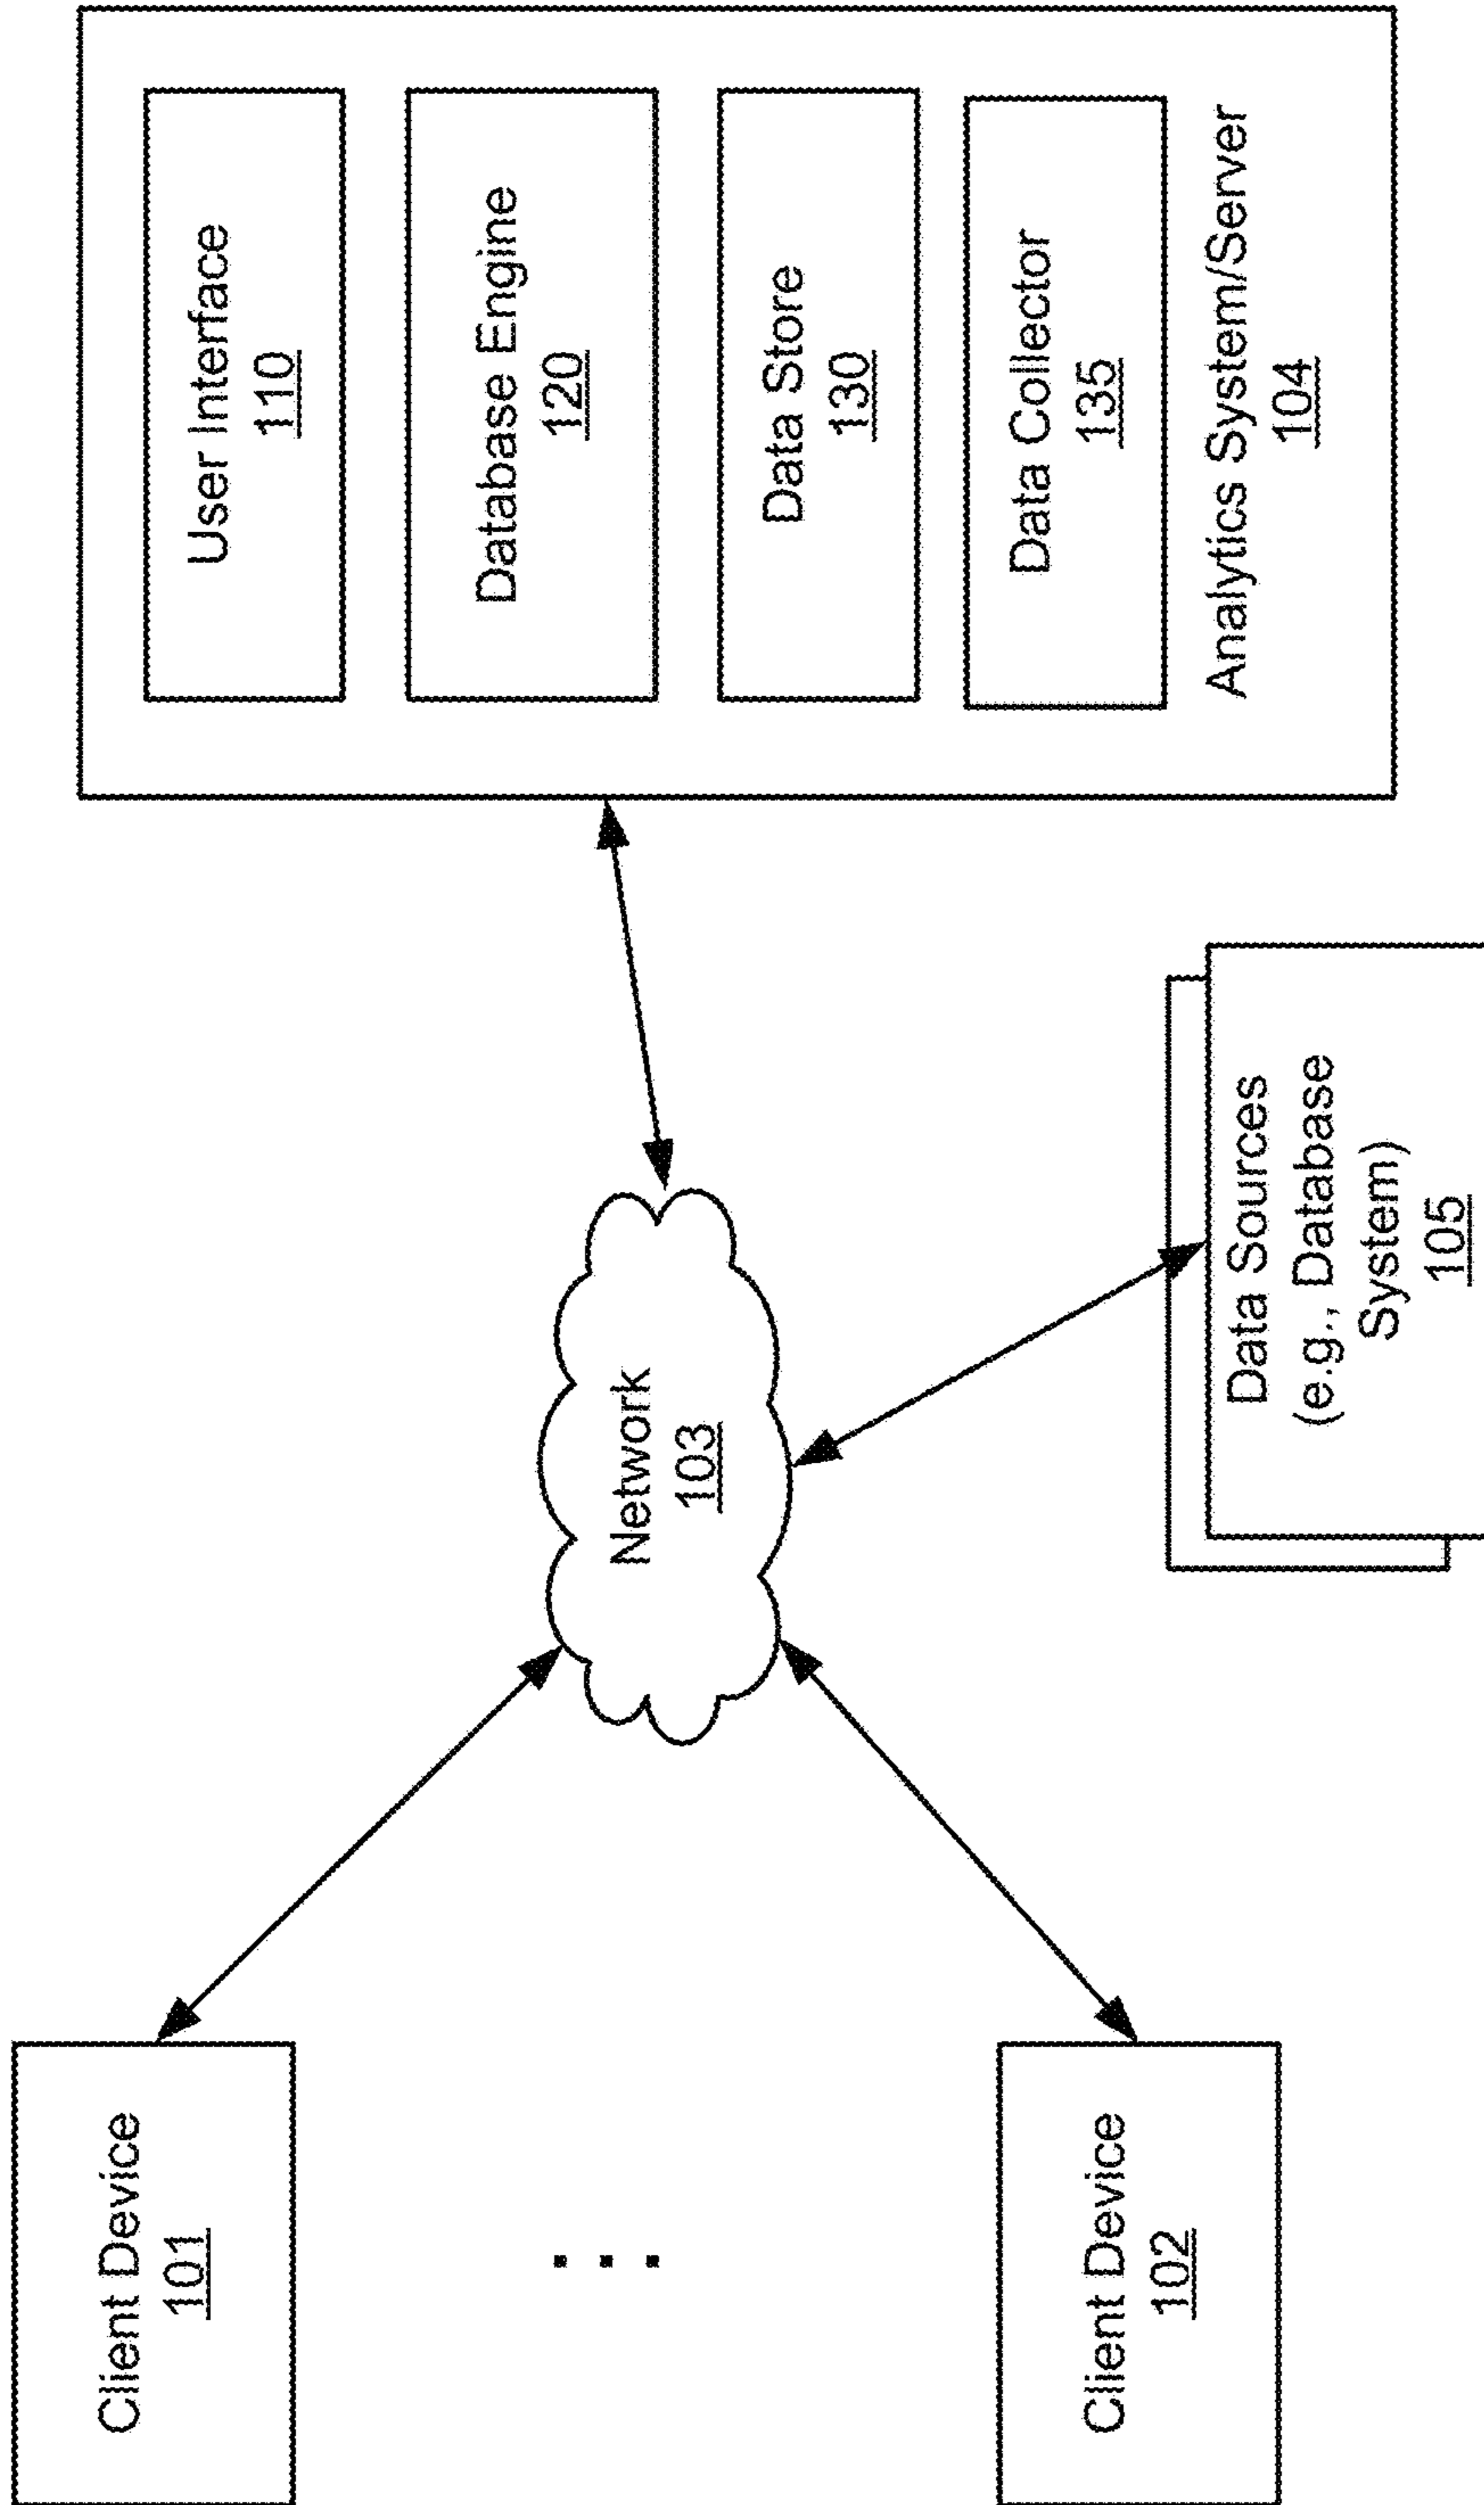 Client Device
101
. . .
Client Device
102
Network
103
Data Sources
(e.g., Database
System)
105
User Interface
110
Database Engine
120
Data Store
130
Data Collector
135
Analytics System/Server
104